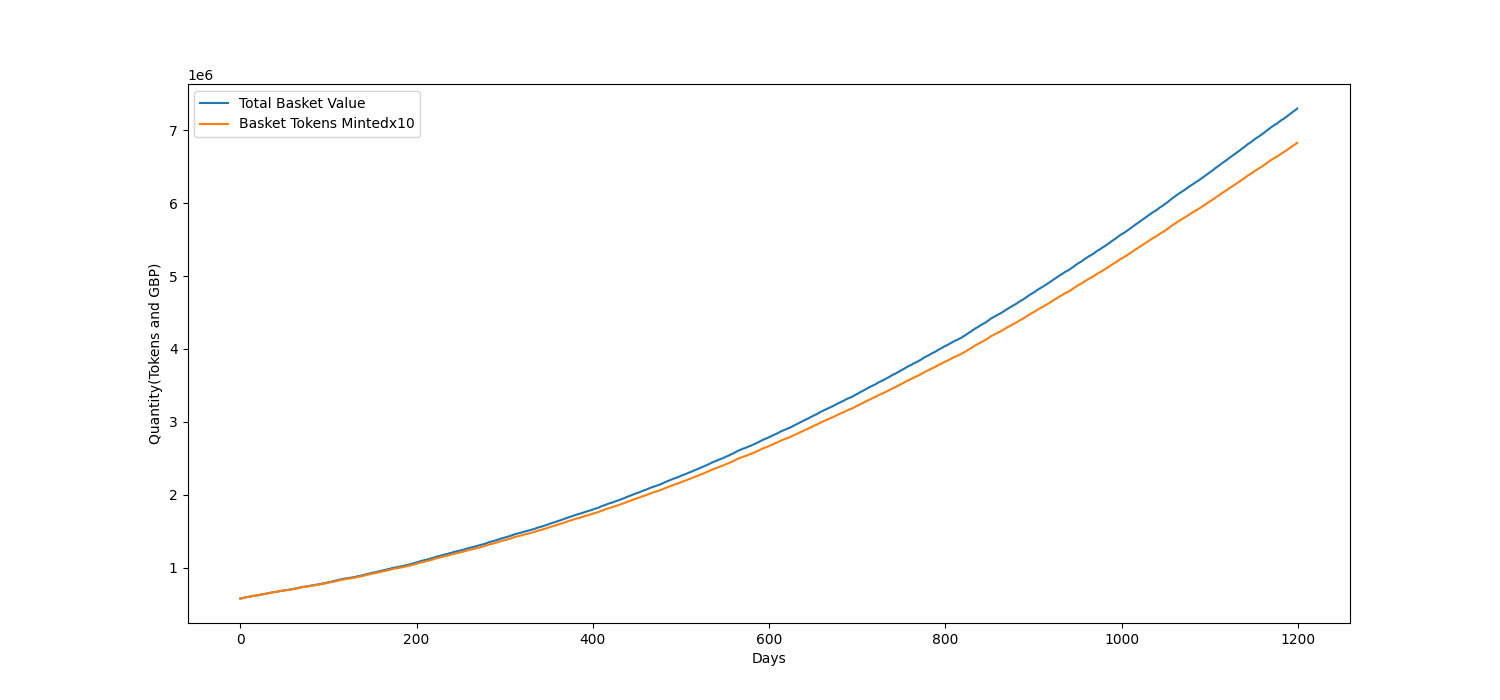 1e6
Total Basket Value
Basket Tokens Mintedx10
7
6
5
4
3
2
1
Quantity(Tokens and GBP)
0 200 400 600 800 1000 1200
Days